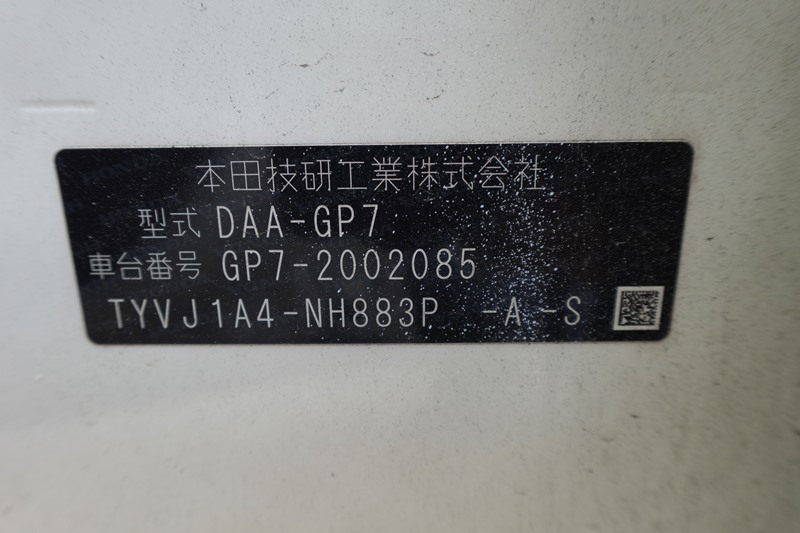 本田技研工業株式会社
型式 DAA-GP7
車台番号 GP7-2002085
TYVJ1A4-NH883P -A-S